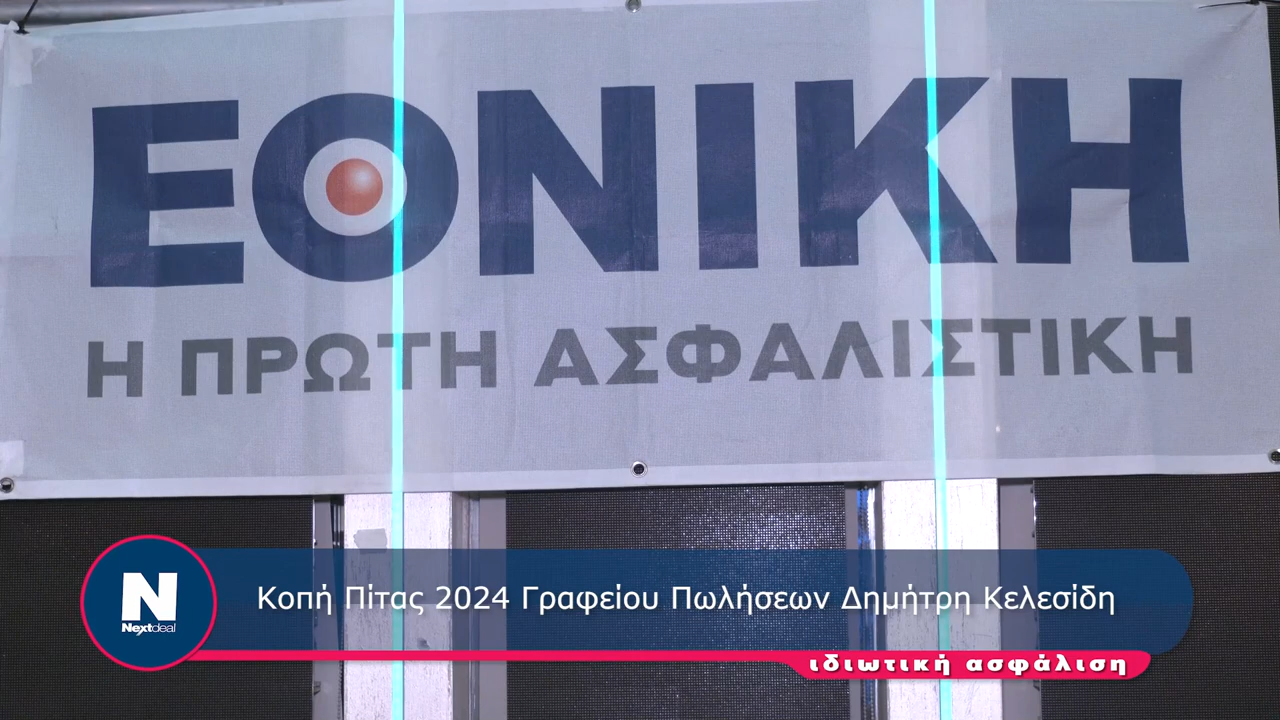 ΕΘΝΙΚΗ
Η ΠΡΩΤΗ ΑΣΦΑΛΙΣΤΙΚΗ
Κοπή Πίτας 2024 Γραφείου Πωλήσεων Δημήτρη Κελεσίδη
N
Nextdeal
ιδιωτική ασφάλιση